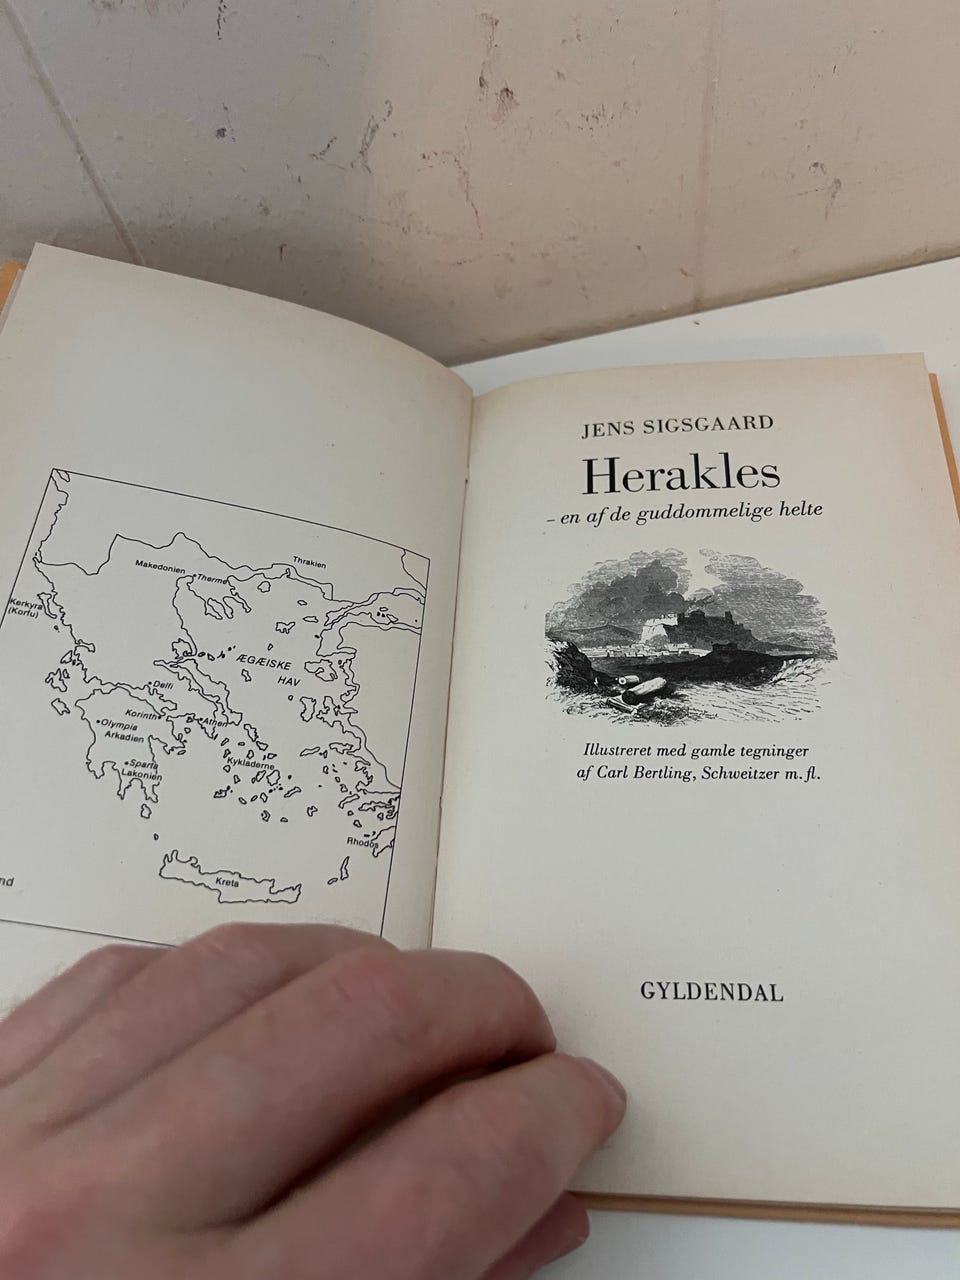 Thrakien
Makedonien
Therme
Kerkyra
(Korfu)
ÆGÆISKE
HAV
Delfi
Korinth
Athen
Olympia
Arkadien
Sparta
Lakonien
Kykladerne
Rhodos
Kreta
nd
JENS SIGSGAARD
Herakles
– en af de guddommelige helte
Illustreret med gamle tegninger
af Carl Bertling, Schweitzer m.fl.
GYLDENDAL